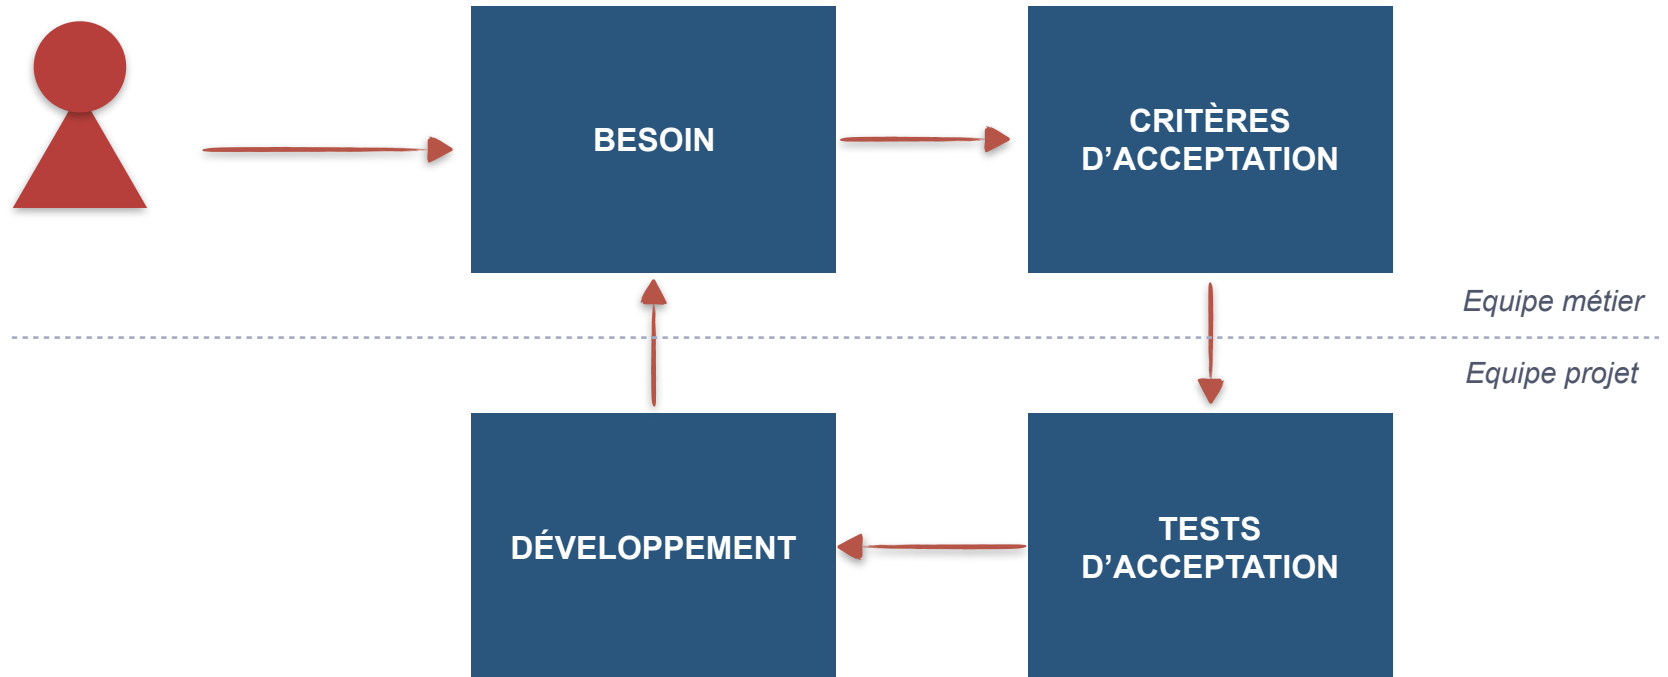 BESOIN
CRITÈRES
D’ACCEPTATION
Equipe métier
Equipe projet
DÉVELOPPEMENT
TESTS
D’ACCEPTATION